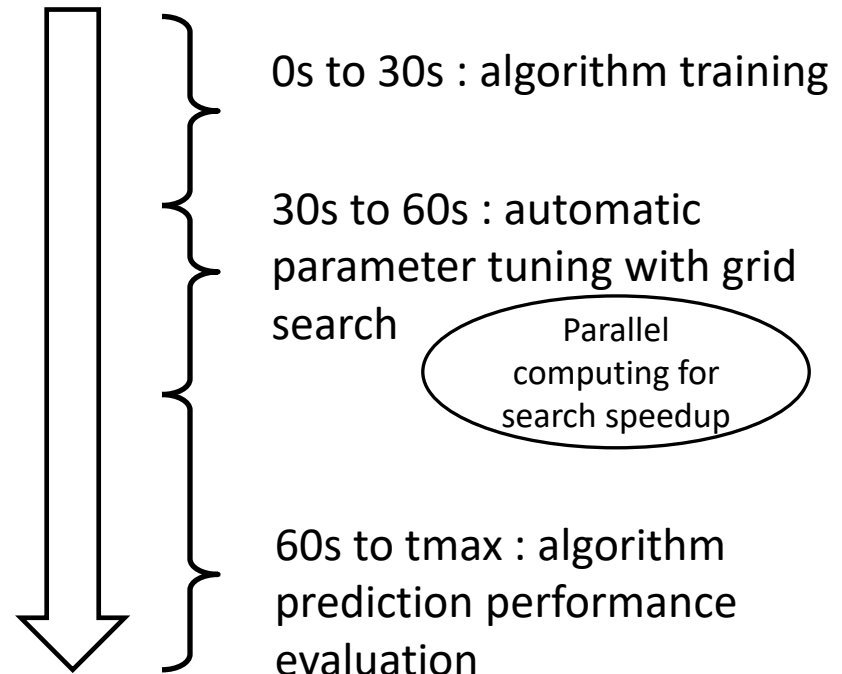 0s to 30s : algorithm training
30s to 60s : automatic
parameter tuning with grid
search
Parallel
computing for
search speedup
60s to tmax : algorithm
prediction performance
evaluation